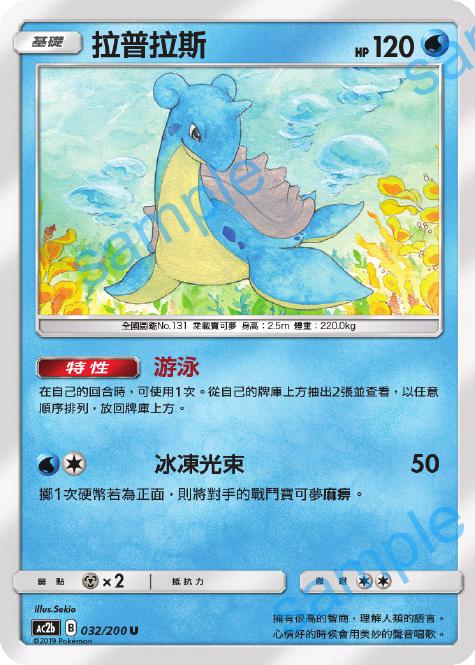 基礎 拉普拉斯 HP 120
全國圖鑑No.131 乘載寶可夢 身高：2.5m 體重：220.0kg
特性 游泳
在自己的回合時，可使用1次。從自己的牌庫上方抽出2張並查看，以任意
順序排列，放回牌庫上方。
冰凍光束 50
擲1次硬幣若為正面，則將對手的戰鬥寶可夢麻痹。
弱點 ×2 抵抗力 撤退
illus.Sekio
AC2b B 032/200 U
©2019 Pokémon
擁有很高的智商，理解人類的語言。
心情好的時候會用美妙的聲音唱歌。
sample
sample
sample
sa